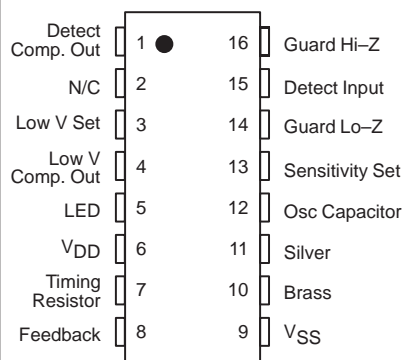 Detect
Comp. Out
1
16
Guard Hi–Z
N/C
2
15
Detect Input
Low V Set
3
14
Guard Lo–Z
Low V
Comp. Out
4
13
Sensitivity Set
LED
5
12
Osc Capacitor
VDD
6
11
Silver
Timing
Resistor
7
10
Brass
Feedback
8
9
VSS